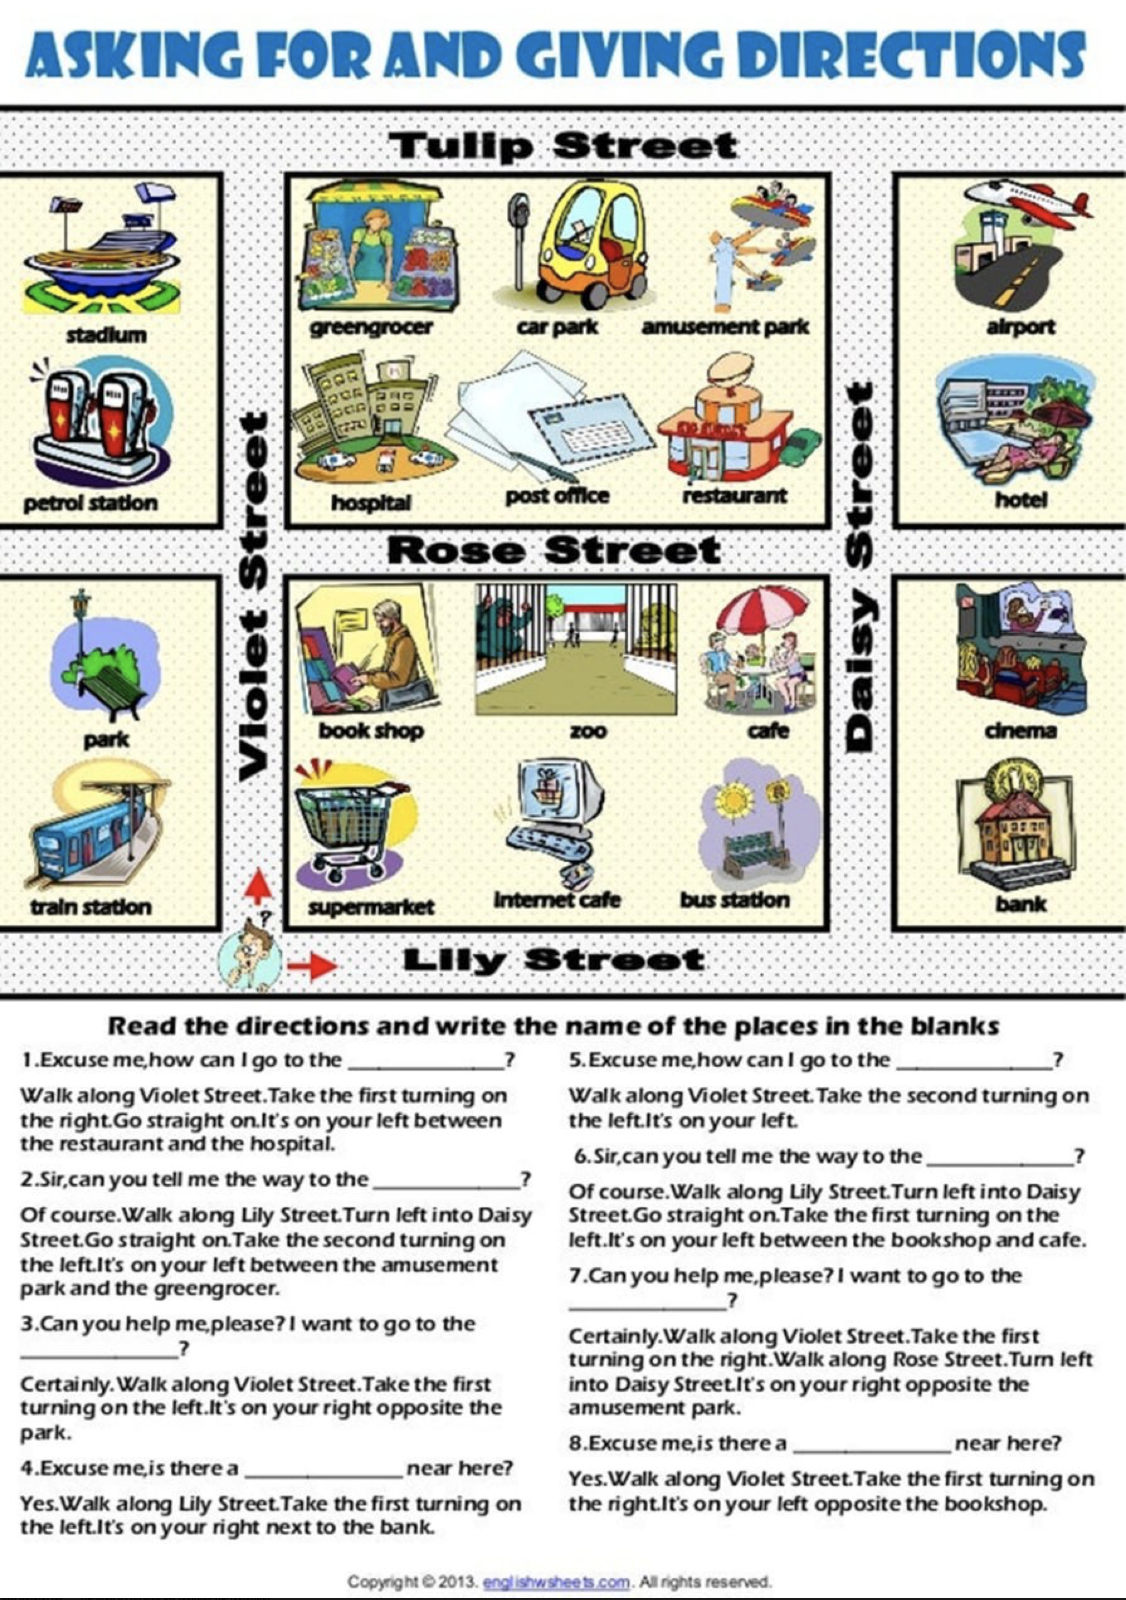 ASKING FOR AND GIVING DIRECTIONS
Tulip Street
stadium
greengrocer
car park
amusement park
airport
petrol station
hospital
post office
restaurant
hotel
Violet Street
Rose Street
Daisy Street
park
book shop
zoo
cafe
cinema
train station
supermarket
internet cafe
bus station
bank
?
Lily Street
Read the directions and write the name of the places in the blanks
1.Excuse me,how can I go to the ______________?
Walk along Violet Street.Take the first turning on
the right.Go straight on.It's on your left between
the restaurant and the hospital.
2.Sir,can you tell me the way to the _____________?
Of course.Walk along Lily Street.Turn left into Daisy
Street.Go straight on.Take the second turning on
the left.It's on your left between the amusement
park and the greengrocer.
3.Can you help me,please? I want to go to the
______________?
Certainly.Walk along Violet Street.Take the first
turning on the left.It's on your right opposite the
park.
4.Excuse me,is there a ______________ near here?
Yes.Walk along Lily Street.Take the first turning on
the left.It's on your right next to the bank.
5.Excuse me,how can I go to the ______________?
Walk along Violet Street.Take the second turning on
the left.It's on your left.
6.Sir,can you tell me the way to the _____________?
Of course.Walk along Lily Street.Turn left into Daisy
Street.Go straight on.Take the first turning on the
left.It's on your left between the bookshop and cafe.
7.Can you help me,please? I want to go to the
______________?
Certainly.Walk along Violet Street.Take the first
turning on the right.Walk along Rose Street.Turn left
into Daisy Street.It's on your right opposite the
amusement park.
8.Excuse me,is there a ______________ near here?
Yes.Walk along Violet Street.Take the first turning on
the right.It's on your left opposite the bookshop.
Copyright © 2013. englishwsheets.com. All rights reserved.